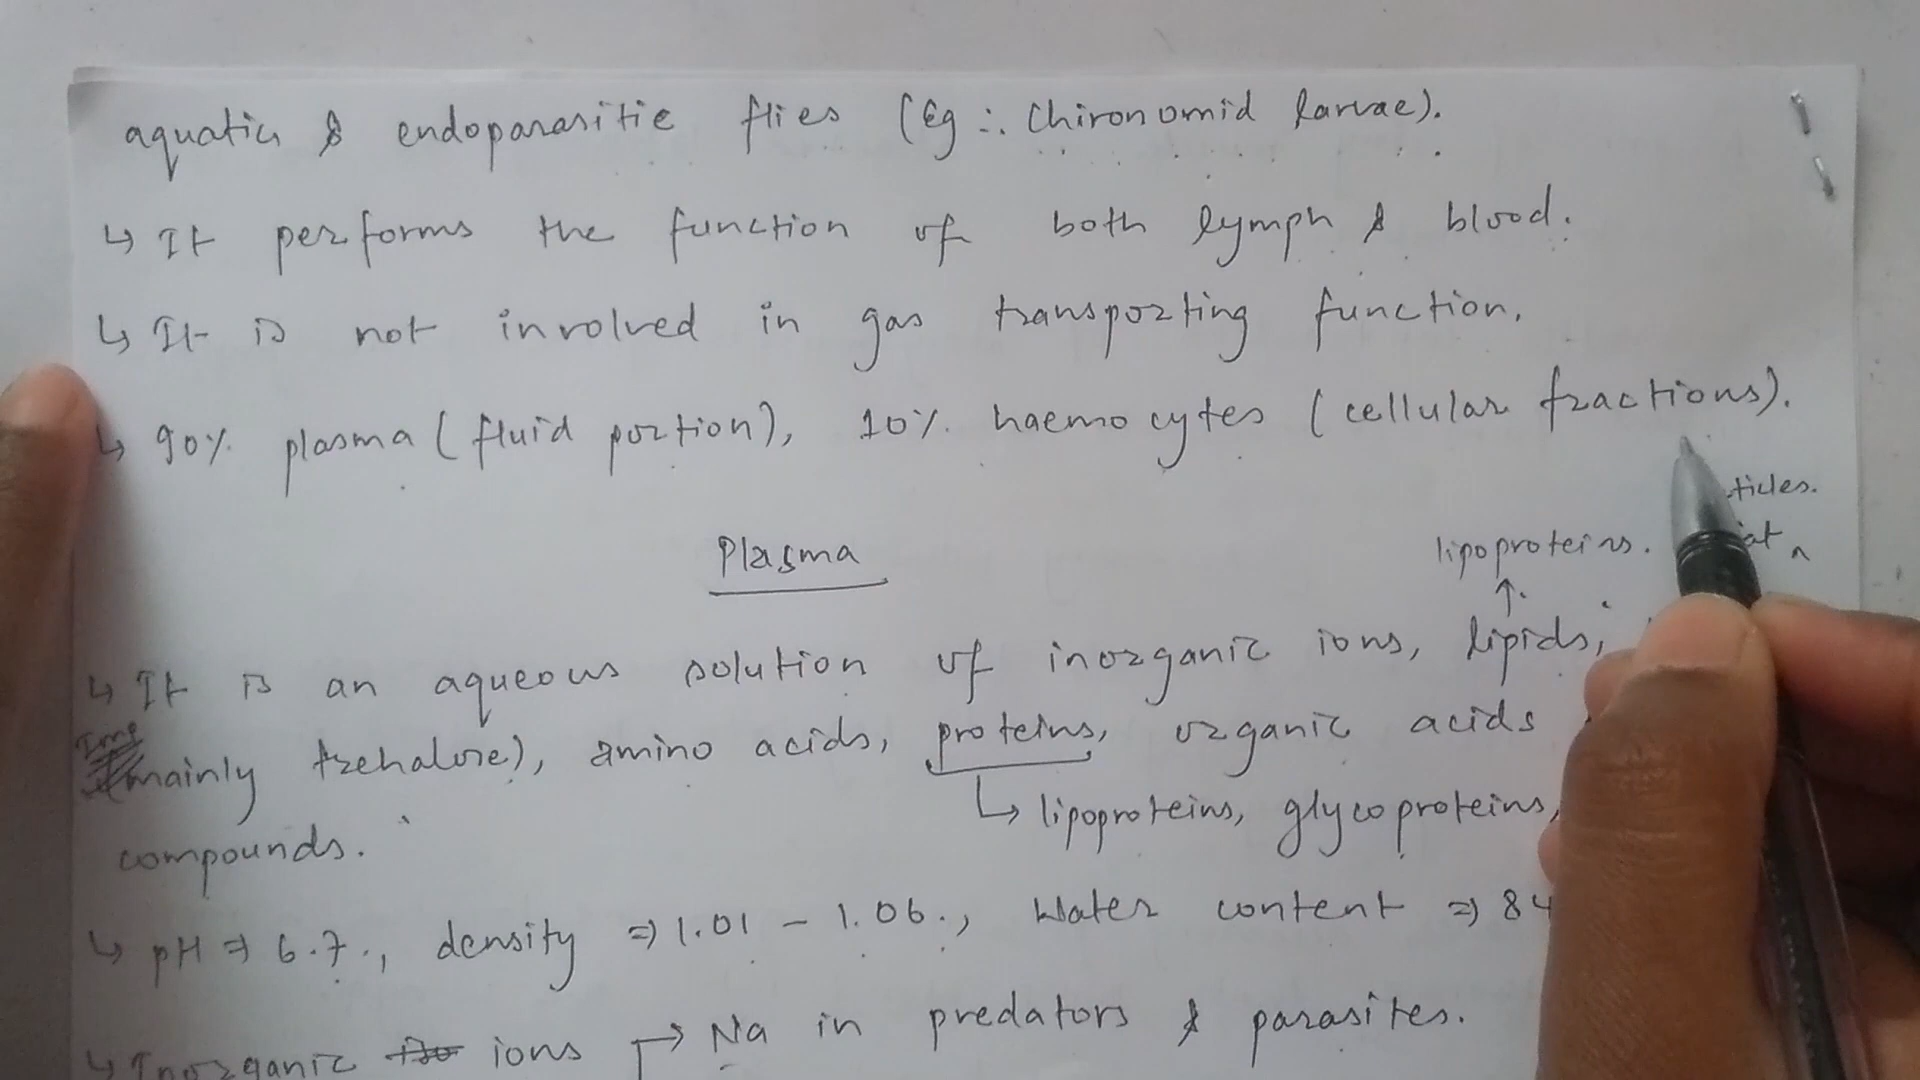 aquatic & endoparasitic flies (Eg :. Chironomid larvae).
↳ It performs the function of both lymph & blood.
↳ It is not involved in gas transporting function.
↳ 90% plasma (fluid portion), 10% haemocytes (cellular fractions).
Plasma
lipoproteins.
↳ It is an aqueous solution of inorganic ions, lipids,
Imp
(mainly trehalose), amino acids, proteins, organic acids
↳ lipoproteins, glycoproteins,
compounds.
↳ pH ⇒ 6.7., density ⇒ 1.01 - 1.06., Water content ⇒ 84
↳ Inorganic ions → Na in predators & parasites.